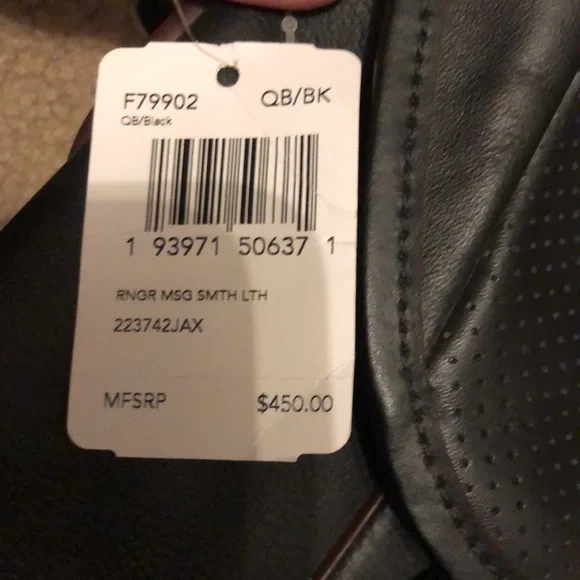 F79902 QB/BK
QB/Black
1 93971 50637 1
RNGR MSG SMTH LTH
223742JAX
MFSRP $450.00